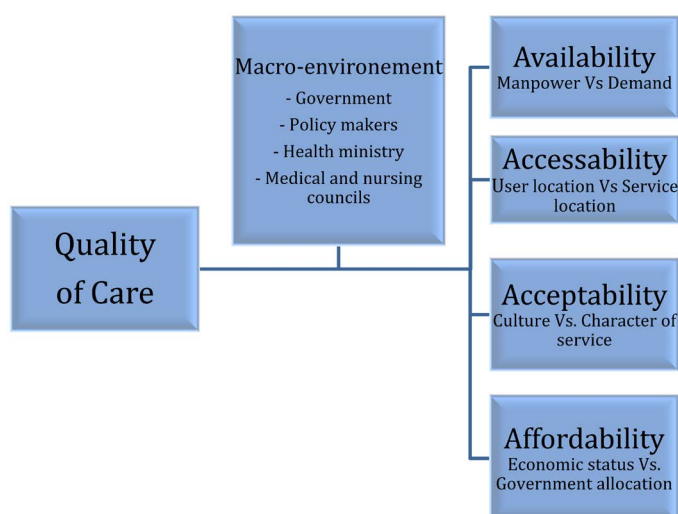 Quality
of Care
Macro-environement
- Government
- Policy makers
- Health ministry
- Medical and nursing
councils
Availability
Manpower Vs Demand
Accessability
User location Vs Service
location
Acceptability
Culture Vs. Character of
service
Affordability
Economic status Vs.
Government allocation